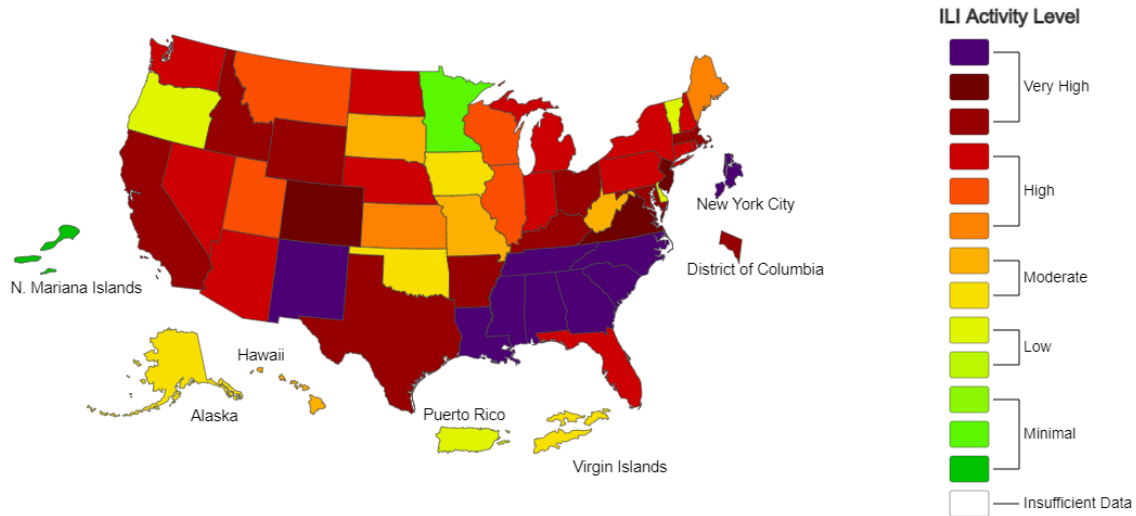 ILI Activity Level
Very High
High
New York City
District of Columbia
Moderate
N. Mariana Islands
Low
Hawaii
Alaska
Puerto Rico
Minimal
Virgin Islands
Insufficient Data